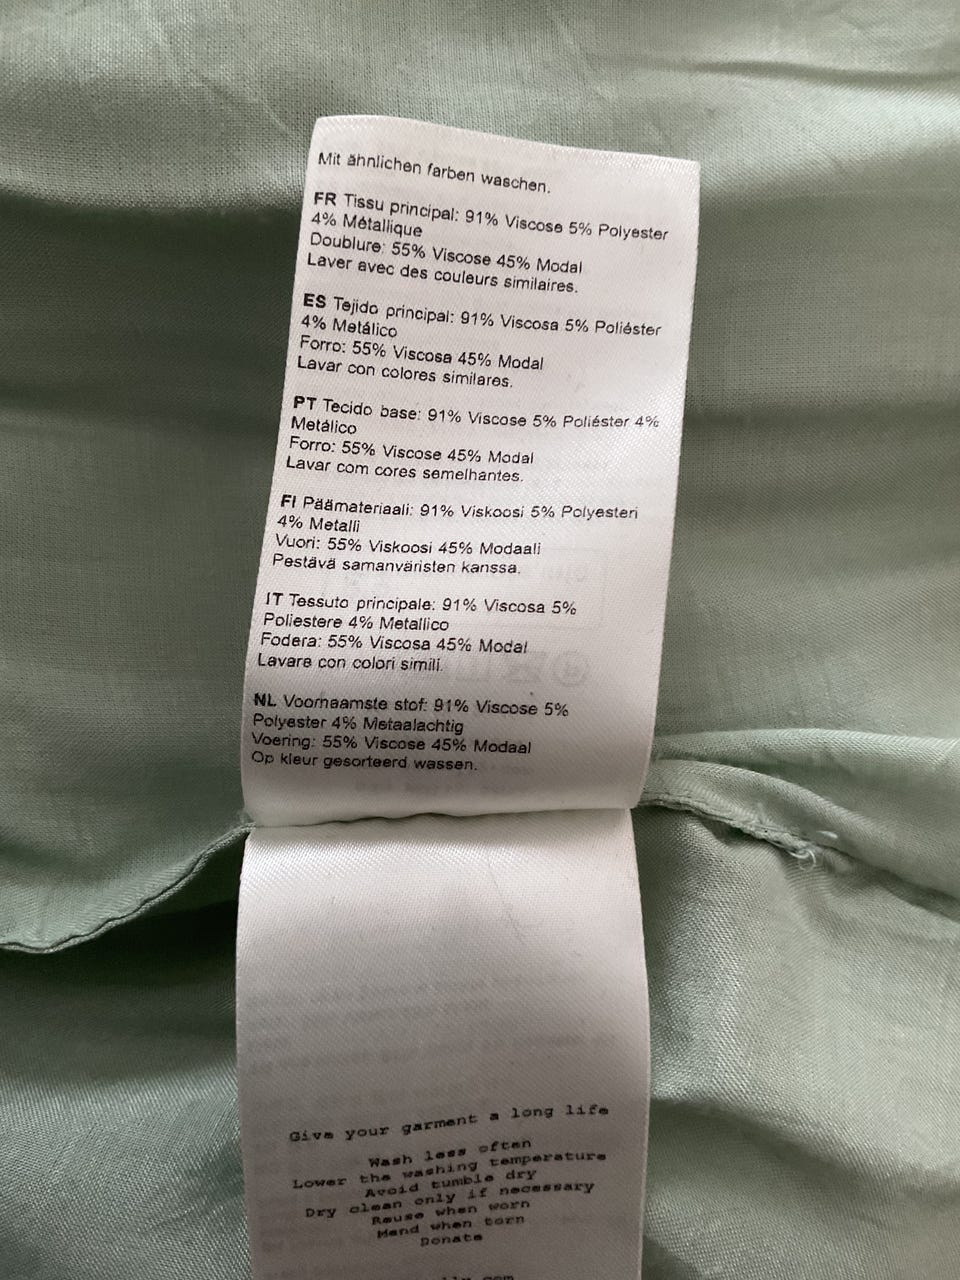 Mit ähnlichen farben waschen.
FR Tissu principal: 91% Viscose 5% Polyester
4% Métallique
Doublure: 55% Viscose 45% Modal
Laver avec des couleurs similaires.
ES Tejido principal: 91% Viscosa 5% Poliéster
4% Metálico
Forro: 55% Viscosa 45% Modal
Lavar con colores similares.
PT Tecido base: 91% Viscose 5% Poliéster 4%
Metálico
Forro: 55% Viscose 45% Modal
Lavar com cores semelhantes.
FI Päämateriaali: 91% Viskoosi 5% Polyesteri
4% Metalli
Vuori: 55% Viskoosi 45% Modaali
Pestävä samanväristen kanssa.
IT Tessuto principale: 91% Viscosa 5%
Poliestere 4% Metallico
Fodera: 55% Viscosa 45% Modal
Lavare con colori simili.
NL Voornaamste stof: 91% Viscose 5%
Polyester 4% Metaalachtig
Voering: 55% Viscose 45% Modaal
Op kleur gesorteerd wassen.
Give your garment a long life
Wash less often
Lower the washing temperature
Avoid tumble dry
Dry clean only if necessary
Reuse when worn
Mend when torn
Donate